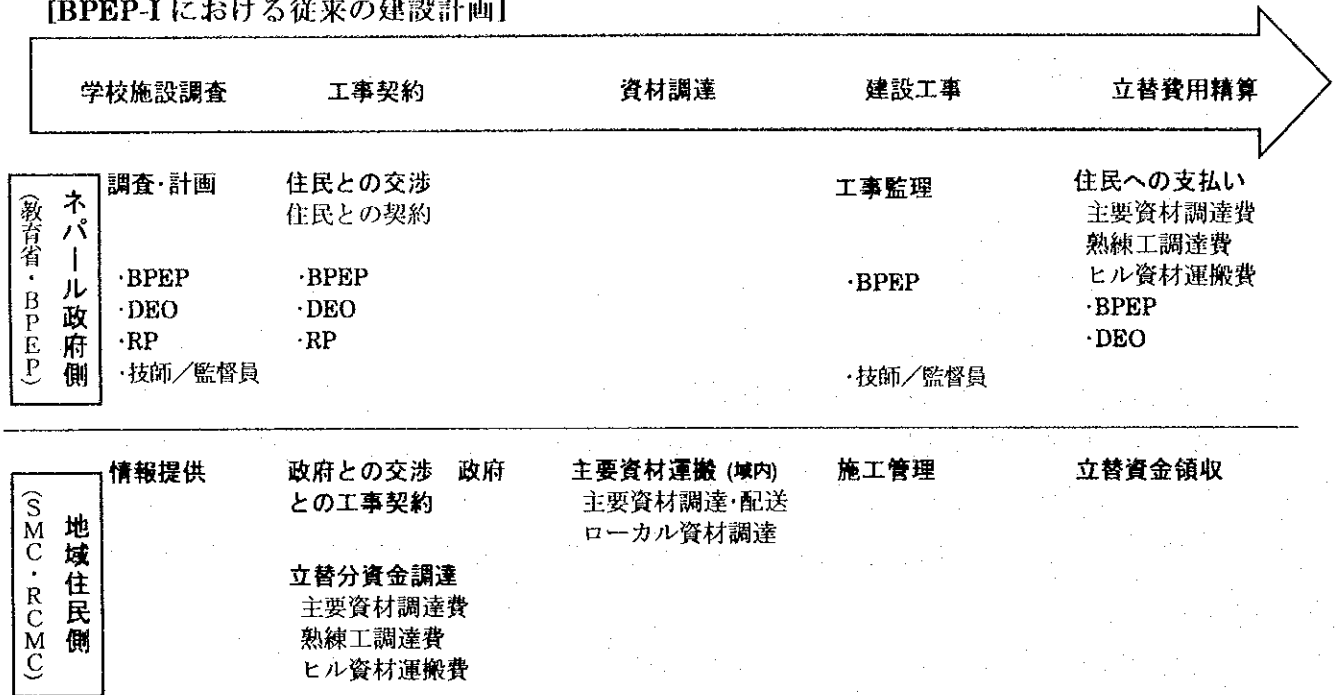 [BPEP-I における従来の建設計画]
学校施設調査 工事契約 資材調達 建設工事 立替費用精算
ネパール政府側
(教育省・BPEP)
調査・計画
·BPEP
·DEO
·RP
·技師／監督員
住民との交渉
住民との契約
·BPEP
·DEO
·RP
工事監理
·BPEP
·技師／監督員
住民への支払い
主要資材調達費
熟練工調達費
ヒル資材運搬費
·BPEP
·DEO
地域住民側
(SMC・RCMC)
情報提供
政府との交渉 政府
との工事契約
立替分資金調達
主要資材調達費
熟練工調達費
ヒル資材運搬費
主要資材運搬 (域内)
主要資材調達·配送
ローカル資材調達
施工管理
立替資金領収